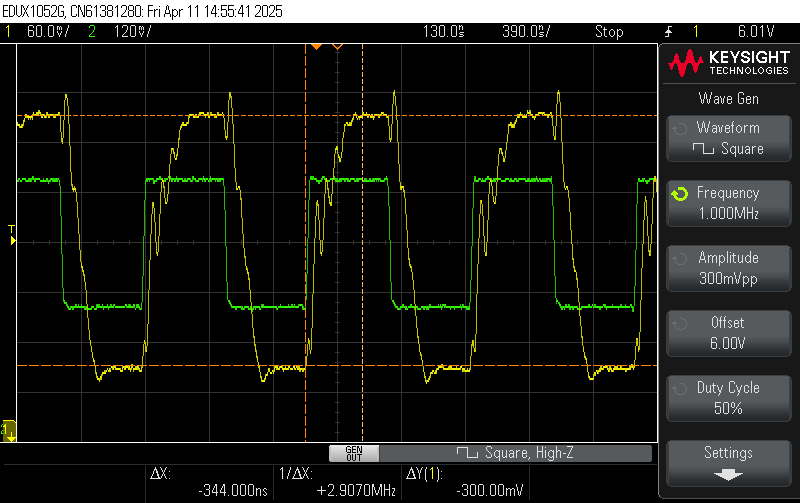 EDUX1052G, CN61381280: Fri Apr 11 14:55:41 2025
1 60.0♉/ 2 120♉/ 130.0s 390.0s/ Stop 1 6.01V
KEYSIGHT
TECHNOLOGIES
Wave Gen
Waveform
Square
Frequency
1.000MHz
Amplitude
300mVpp
Offset
6.00V
Duty Cycle
50%
Settings
T
GEN
OUT
Square, High-Z
ΔX:
-344.000ns
1/ΔX:
+2.9070MHz
ΔY(1):
-300.00mV